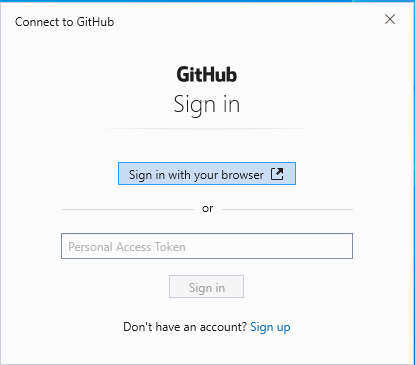 Connect to GitHub
GitHub
Sign in
Sign in with your browser
or
Personal Access Token
Sign in
Don't have an account? Sign up